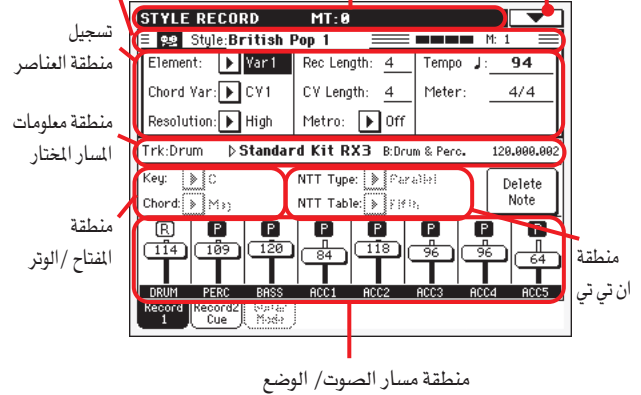 STYLE RECORD MT:0
Style:British Pop 1 M: 1
تسجيل
منطقة العناصر
Element: Var1 Rec Length: 4 Tempo ♩: 94
Chord Var: CV1 CV Length: 4 Meter: 4/4
Resolution: High Metro: Off
منطقة معلومات
المسار المختار
Trk:Drum Standard Kit RX3 B:Drum & Perc. 120.000.002
Key: C NTT Type: Parallel Delete
Chord: Maj NTT Table: Fifth Note
منطقة
المفتاح /الوتر
R P P P P P P P
114 109 120 84 118 96 96 64
DRUM PERC BASS ACC1 ACC2 ACC3 ACC4 ACC5
منطقة
ان تي تي
Record 1 Record2 Cue Guitar Mode
منطقة مسار الصوت/ الوضع